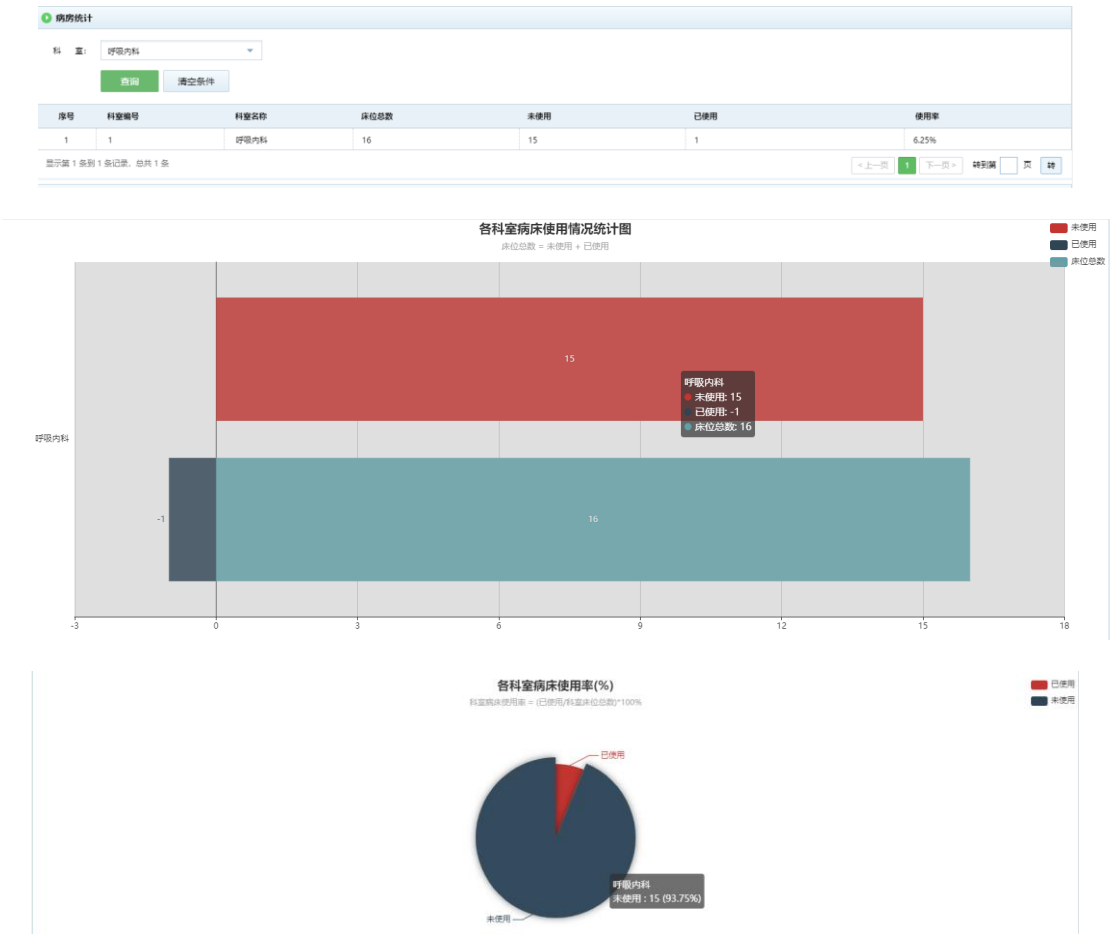 病房统计
科 室: 呼吸内科
查询 清空条件
序号 科室编号 科室名称 床位总数 未使用 已使用 使用率
1 1 呼吸内科 16 15 1 6.25%
显示第 1 条到 1 条记录，总共 1 条 «上一页 1 下一页» 转到第 页 转
各科室病床使用情况统计图
床位总数 = 未使用 + 已使用
未使用
已使用
床位总数
15
呼吸内科
未使用: 15
已使用: -1
床位总数: 16
呼吸内科
-1 16
-3 0 3 6 9 12 15 18
各科室病床使用率(%)
科室病床使用率 = (已使用/科室床位总数)*100%
已使用
未使用
已使用
呼吸内科
未使用 : 15 (93.75%)
未使用